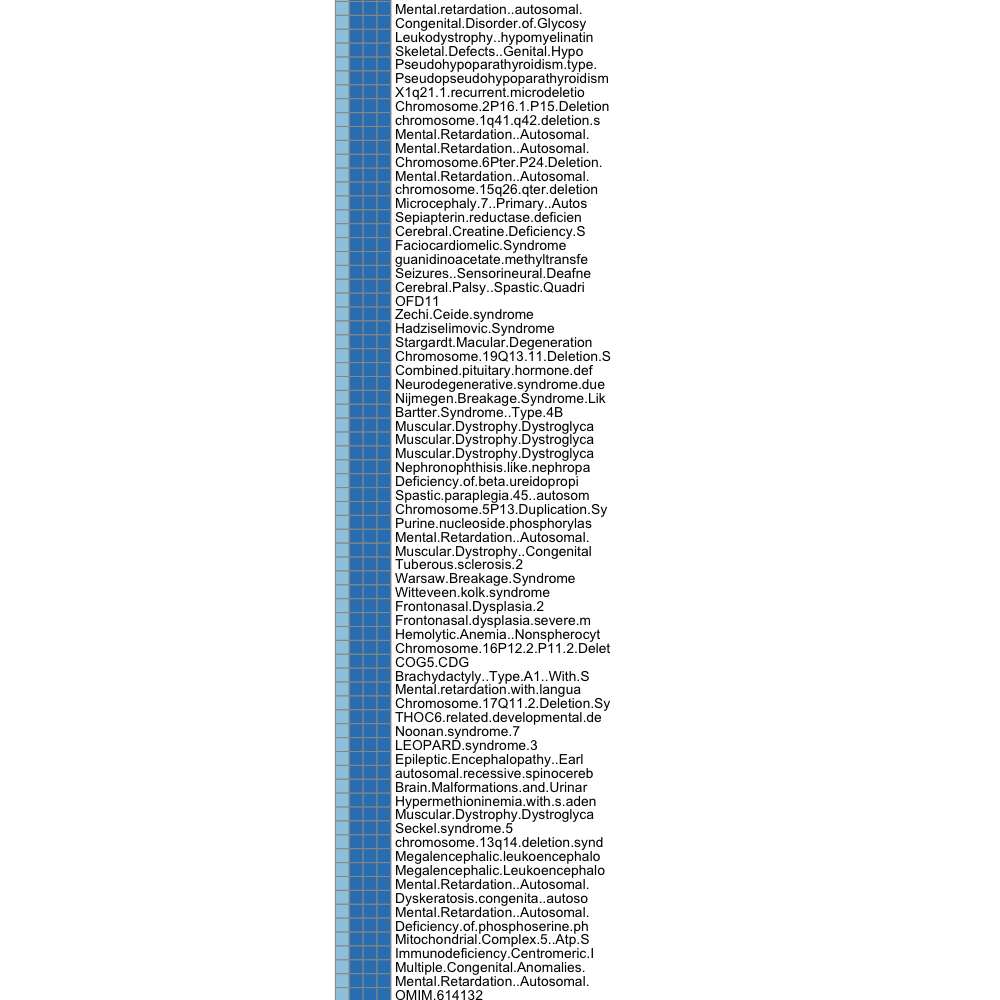 Mental.retardation..autosomal.
Congenital.Disorder.of.Glycosy
Leukodystrophy..hypomyelinatin
Skeletal.Defects..Genital.Hypo
Pseudohypoparathyroidism.type.
Pseudopseudohypoparathyroidism
X1q21.1.recurrent.microdeletio
Chromosome.2P16.1.P15.Deletion
chromosome.1q41.q42.deletion.s
Mental.Retardation..Autosomal.
Mental.Retardation..Autosomal.
Chromosome.6Pter.P24.Deletion.
Mental.Retardation..Autosomal.
chromosome.15q26.qter.deletion
Microcephaly.7..Primary..Autos
Sepiapterin.reductase.deficien
Cerebral.Creatine.Deficiency.S
Faciocardiomelic.Syndrome
guanidinoacetate.methyltransfe
Seizures..Sensorineural.Deafne
Cerebral.Palsy..Spastic.Quadri
OFD11
Zechi.Ceide.syndrome
Hadziselimovic.Syndrome
Stargardt.Macular.Degeneration
Chromosome.19Q13.11.Deletion.S
Combined.pituitary.hormone.def
Neurodegenerative.syndrome.due
Nijmegen.Breakage.Syndrome.Lik
Bartter.Syndrome..Type.4B
Muscular.Dystrophy.Dystroglyca
Muscular.Dystrophy.Dystroglyca
Muscular.Dystrophy.Dystroglyca
Nephronophthisis.like.nephropa
Deficiency.of.beta.ureidopropi
Spastic.paraplegia.45..autosom
Chromosome.5P13.Duplication.Sy
Purine.nucleoside.phosphorylas
Mental.Retardation..Autosomal.
Muscular.Dystrophy..Congenital
Tuberous.sclerosis.2
Warsaw.Breakage.Syndrome
Witteveen.kolk.syndrome
Frontonasal.Dysplasia.2
Frontonasal.dysplasia.severe.m
Hemolytic.Anemia..Nonspherocyt
Chromosome.16P12.2.P11.2.Delet
COG5.CDG
Brachydactyly..Type.A1..With.S
Mental.retardation.with.langua
Chromosome.17Q11.2.Deletion.Sy
THOC6.related.developmental.de
Noonan.syndrome.7
LEOPARD.syndrome.3
Epileptic.Encephalopathy..Earl
autosomal.recessive.spinocereb
Brain.Malformations.and.Urinar
Hypermethioninemia.with.s.aden
Muscular.Dystrophy.Dystroglyca
Seckel.syndrome.5
chromosome.13q14.deletion.synd
Megalencephalic.leukoencephalo
Megalencephalic.Leukoencephalo
Mental.Retardation..Autosomal.
Dyskeratosis.congenita..autoso
Mental.Retardation..Autosomal.
Deficiency.of.phosphoserine.ph
Mitochondrial.Complex.5..Atp.S
Immunodeficiency.Centromeric.I
Multiple.Congenital.Anomalies.
Mental.Retardation..Autosomal.
OMIM.614132